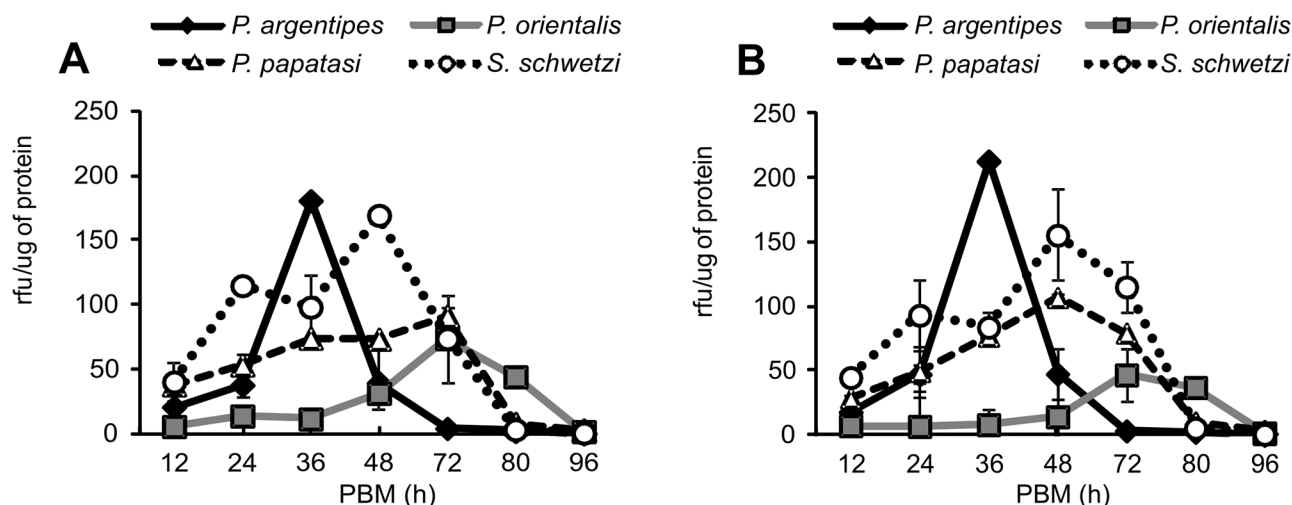 A
P. argentipes P. orientalis
P. papatasi S. schwetzi
rfu/ug of protein
250
200
150
100
50
0
12 24 36 48 72 80 96
PBM (h)
B
P. argentipes P. orientalis
P. papatasi S. schwetzi
rfu/ug of protein
250
200
150
100
50
0
12 24 36 48 72 80 96
PBM (h)